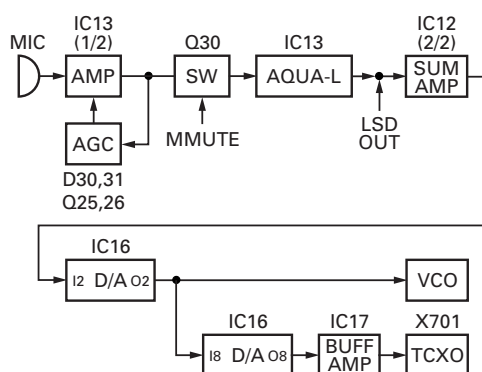 MIC
IC13
(1/2)
AMP
Q30
SW
IC13
AQUA-L
IC12
(2/2)
SUM
AMP
AGC
D30,31
Q25,26
MMUTE
LSD
OUT
IC16
I2 D/A O2
VCO
IC16
I8 D/A O8
IC17
BUFF
AMP
X701
TCXO